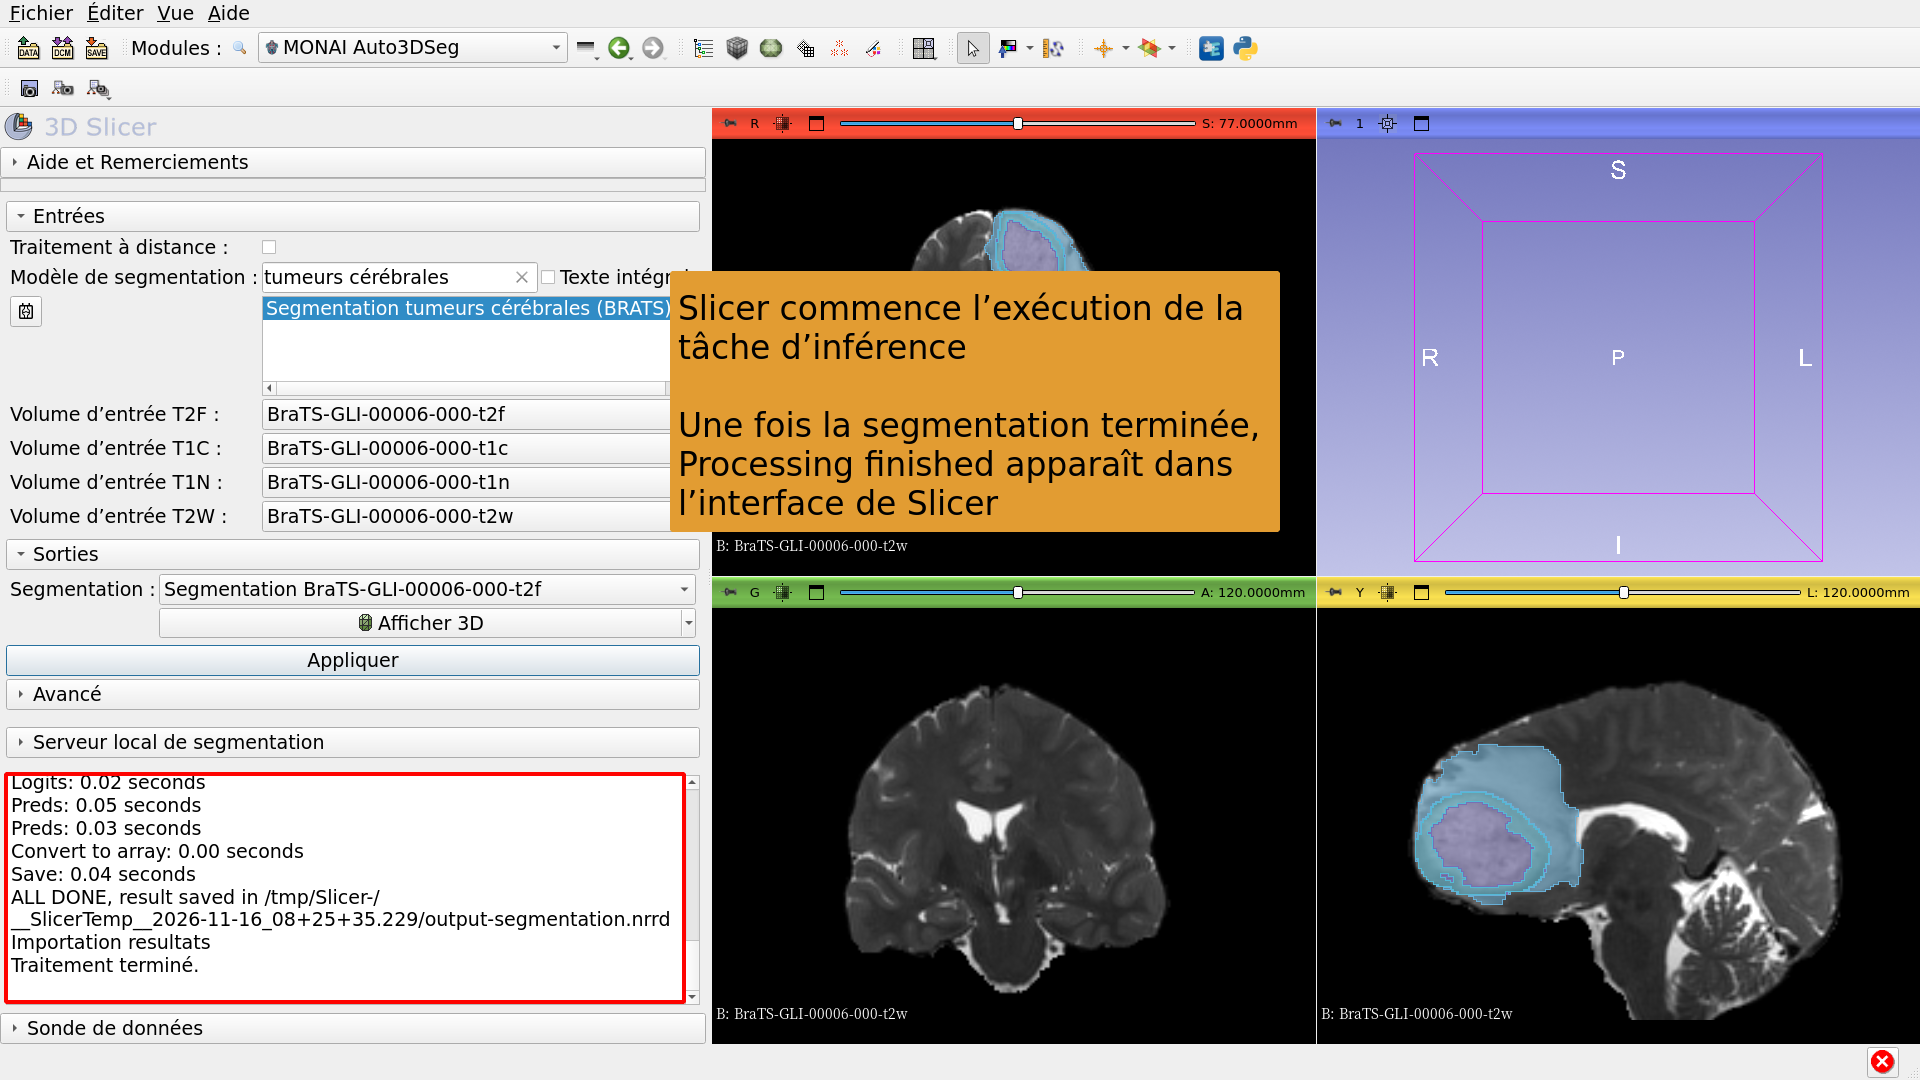 Fichier Éditer Vue Aide
DATA DCM SAVE Modules : MONAI Auto3DSeg
3D Slicer
Aide et Remerciements
Entrées
Traitement à distance :
Modèle de segmentation : tumeurs cérébrales Texte intégr
Segmentation tumeurs cérébrales (BRATS)
Volume d’entrée T2F : BraTS-GLI-00006-000-t2f
Volume d’entrée T1C : BraTS-GLI-00006-000-t1c
Volume d’entrée T1N : BraTS-GLI-00006-000-t1n
Volume d’entrée T2W : BraTS-GLI-00006-000-t2w
Sorties
Segmentation : Segmentation BraTS-GLI-00006-000-t2f
Afficher 3D
Appliquer
Avancé
Serveur local de segmentation
Logits: 0.02 seconds
Preds: 0.05 seconds
Preds: 0.03 seconds
Convert to array: 0.00 seconds
Save: 0.04 seconds
ALL DONE, result saved in /tmp/Slicer-/
__SlicerTemp__2026-11-16_08+25+35.229/output-segmentation.nrrd
Importation resultats
Traitement terminé.
Sonde de données
R S: 77.0000mm
Slicer commence l’exécution de la
tâche d’inférence
Une fois la segmentation terminée,
Processing finished apparaît dans
l’interface de Slicer
B: BraTS-GLI-00006-000-t2w
1
S
R P L
I
G A: 120.0000mm
B: BraTS-GLI-00006-000-t2w
Y L: 120.0000mm
B: BraTS-GLI-00006-000-t2w